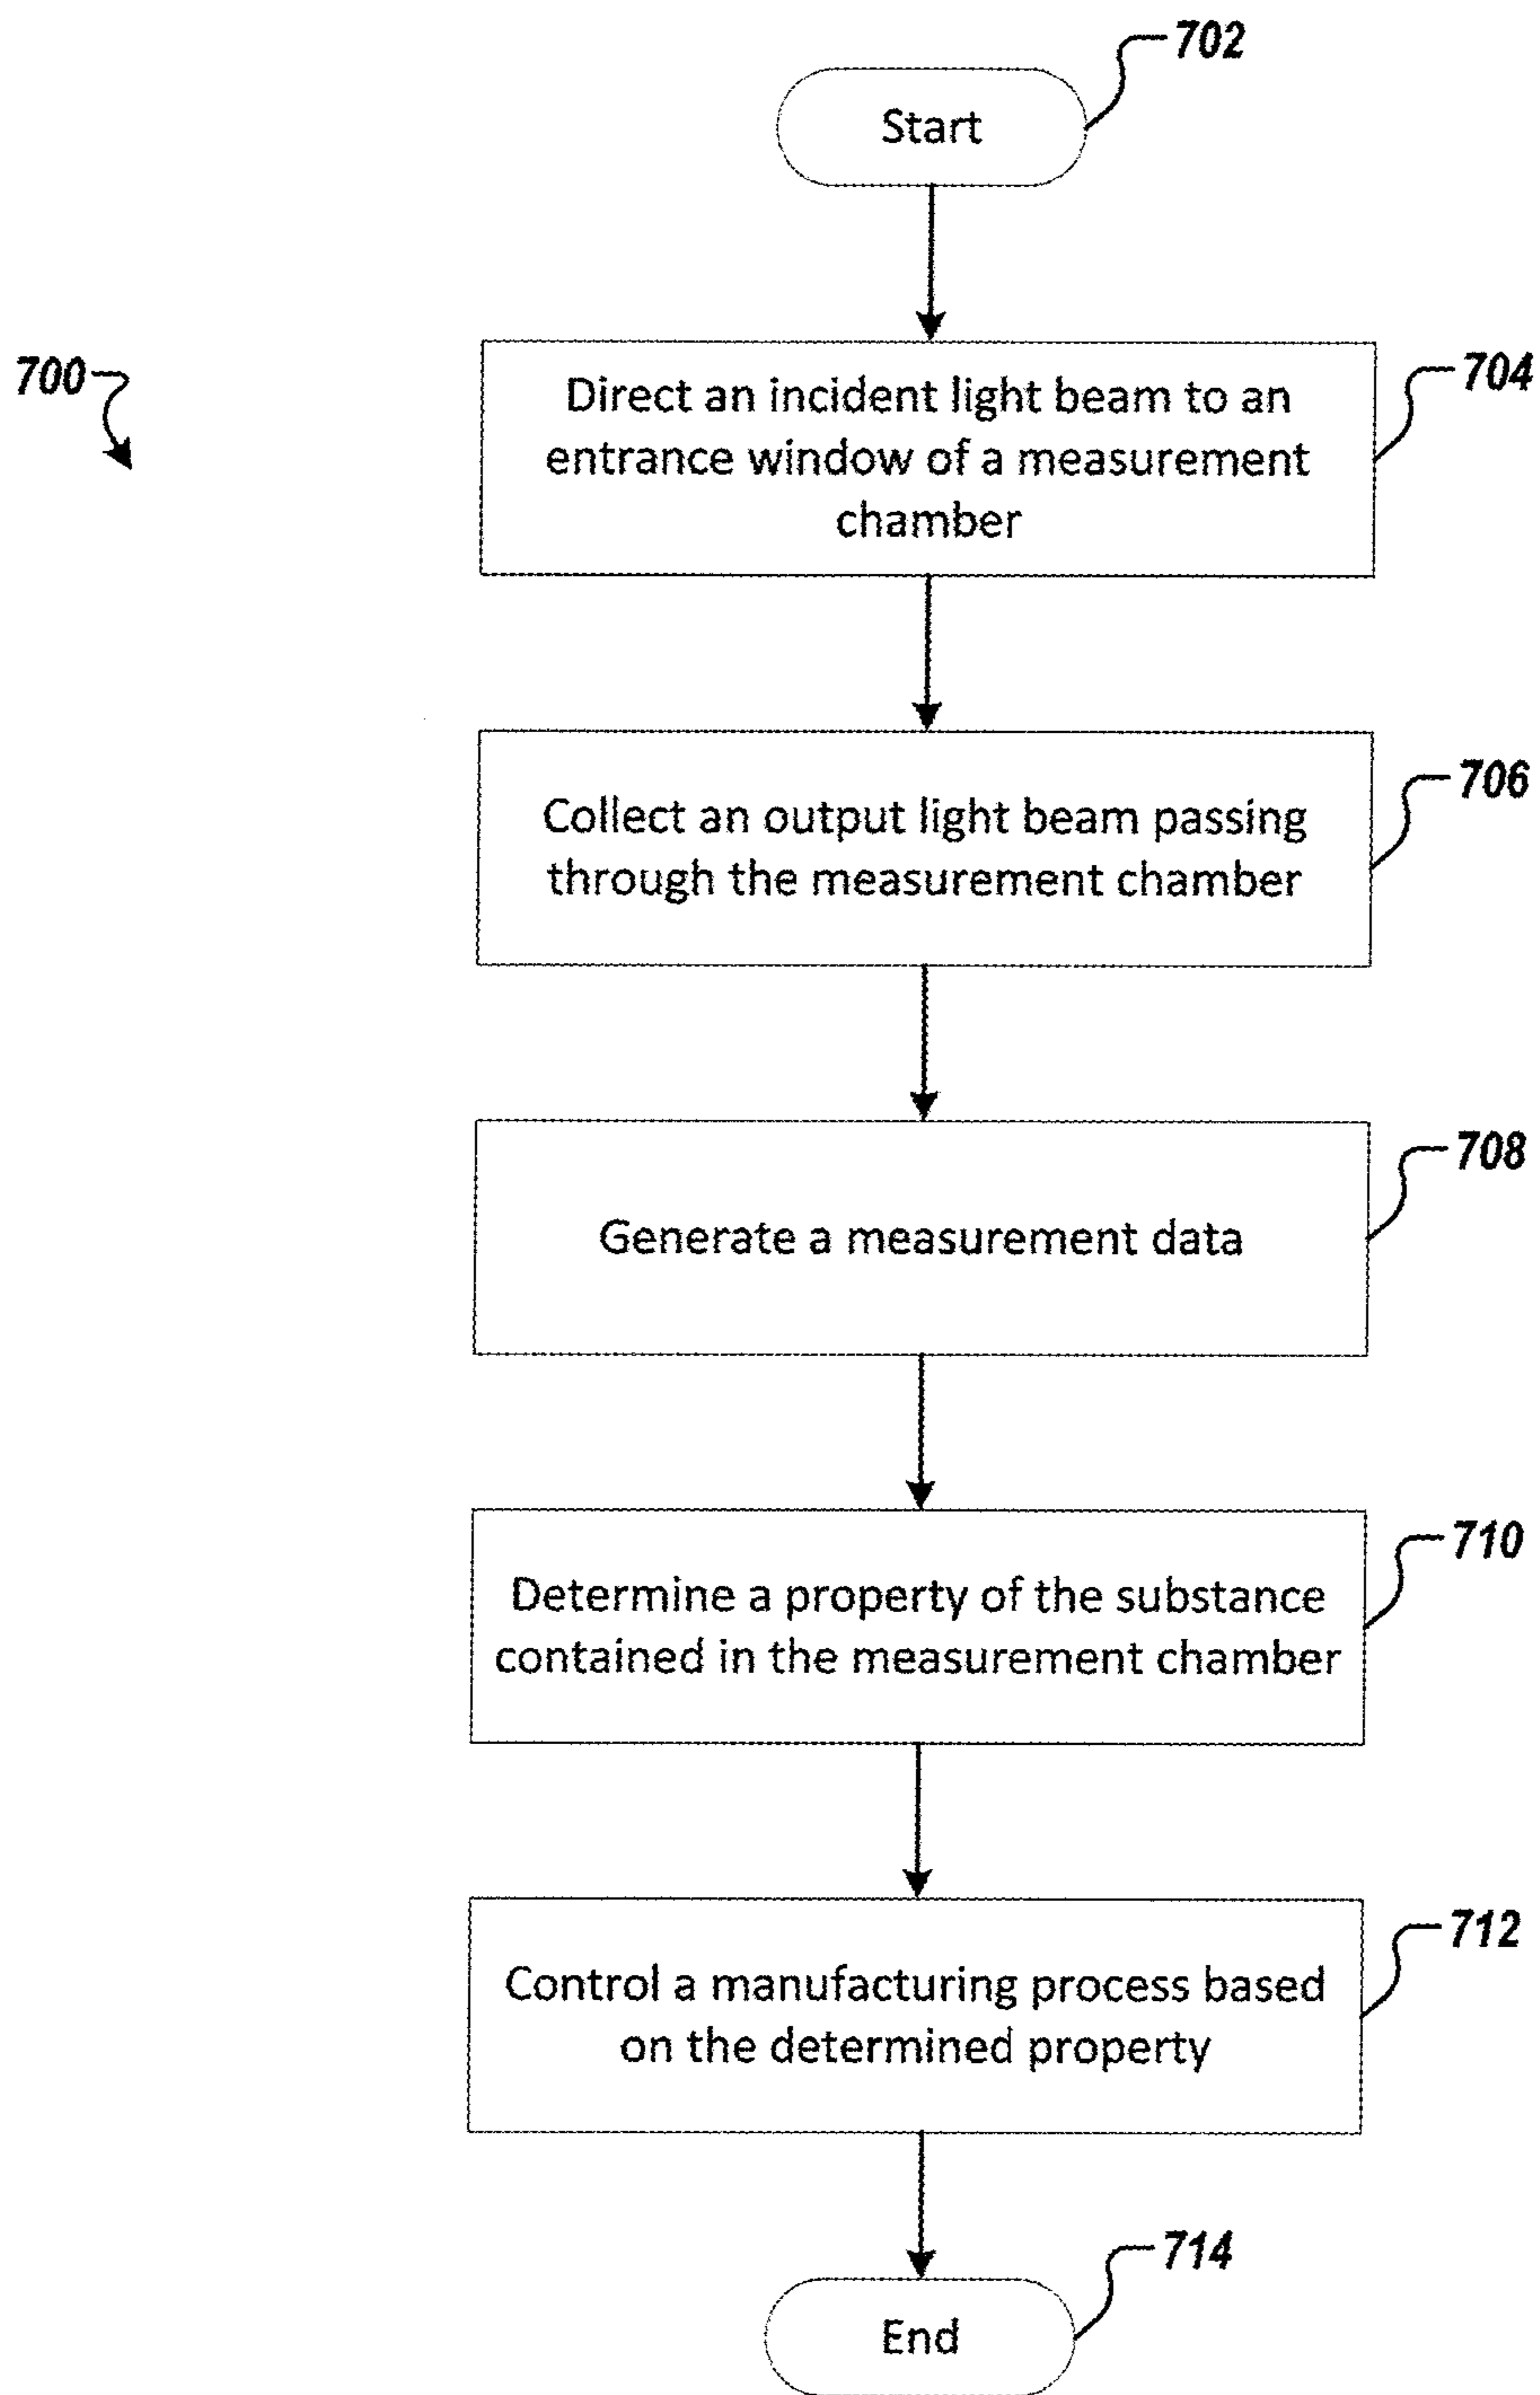 702
Start
700
704
Direct an incident light beam to an
entrance window of a measurement
chamber
706
Collect an output light beam passing
through the measurement chamber
708
Generate a measurement data
710
Determine a property of the substance
contained in the measurement chamber
712
Control a manufacturing process based
on the determined property
714
End